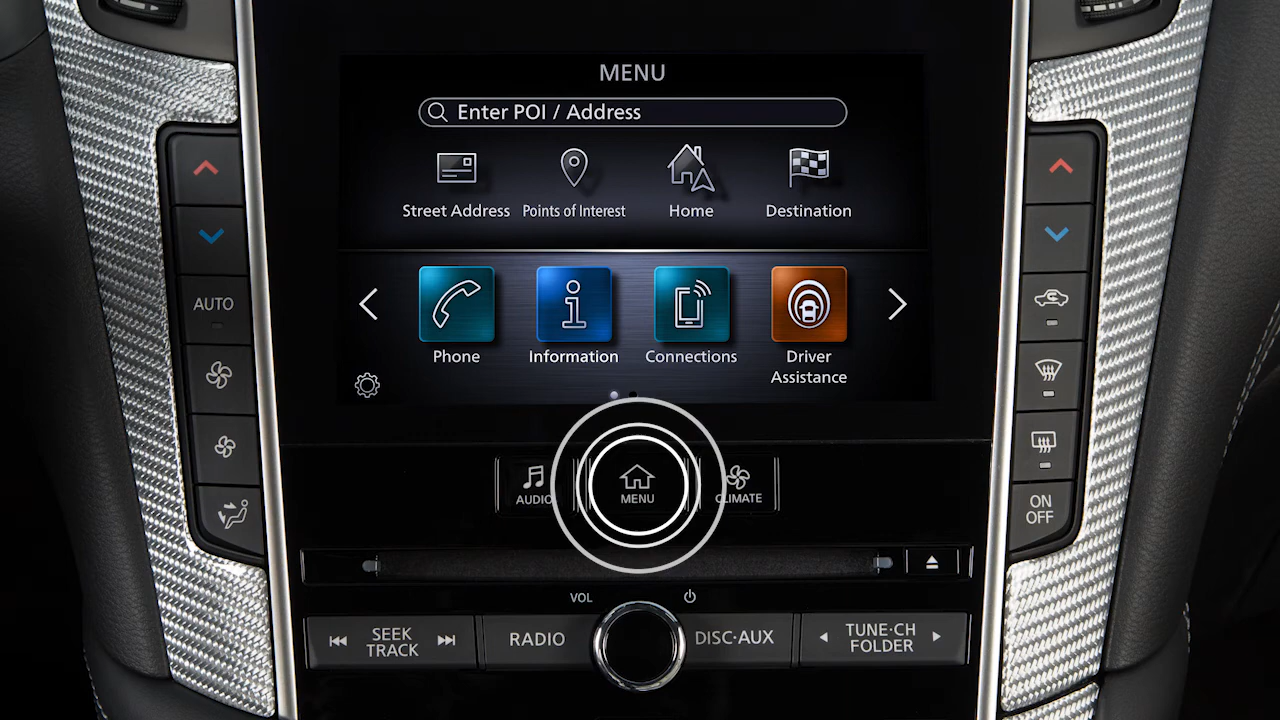 MENU
Enter POI / Address
Street Address
Points of Interest
Home
Destination
Phone
Information
Connections
Driver
Assistance
AUTO
ON
OFF
AUDIO
MENU
CLIMATE
VOL
SEEK
TRACK
RADIO
DISC·AUX
TUNE·CH
FOLDER